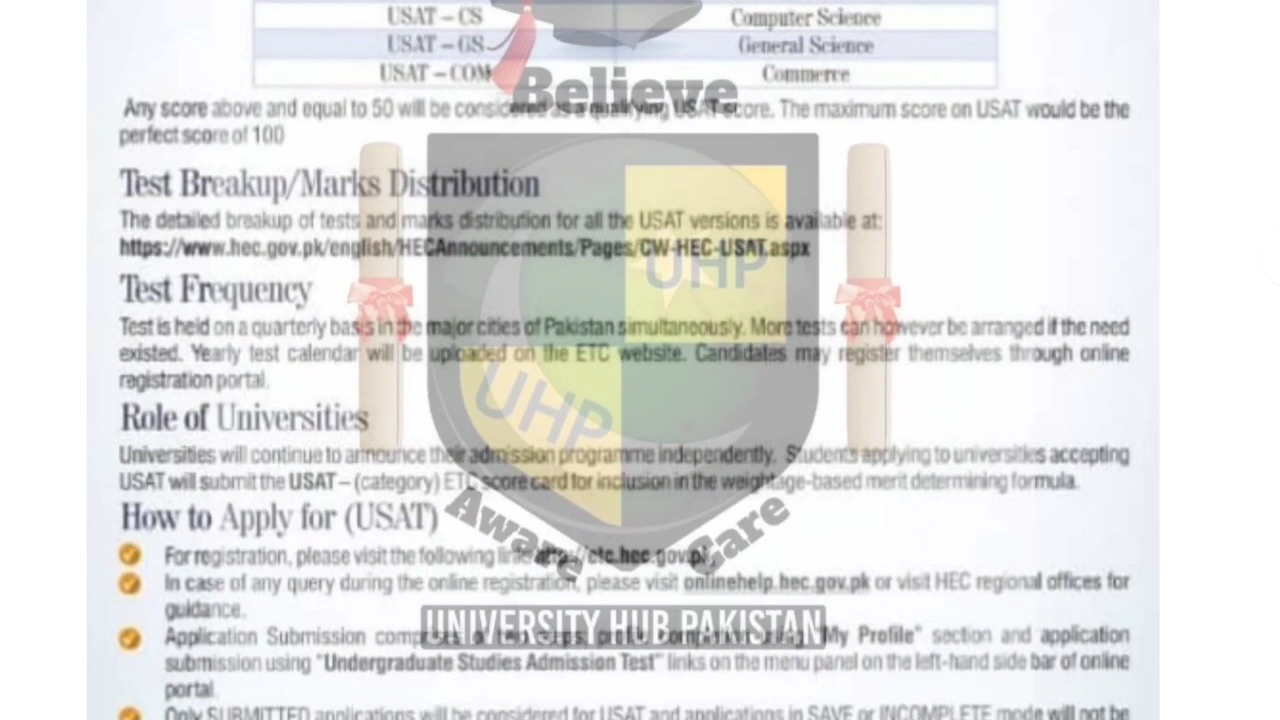 USAT – CS Computer Science
USAT – GS General Science
USAT – COM Commerce
Believe
Any score above and equal to 50 will be considered as a qualifying USAT score. The maximum score on USAT would be the
perfect score of 100
Test Breakup/Marks Distribution
The detailed breakup of tests and marks distribution for all the USAT versions is available at:
https://www.hec.gov.pk/english/HECAnnouncements/Pages/CW-HEC-USAT.aspx
UHP
Test Frequency
Test is held on a quarterly basis in the major cities of Pakistan simultaneously. More tests can however be arranged if the need
existed. Yearly test calendar will be uploaded on the ETC website. Candidates may register themselves through online
registration portal.
UHP
Role of Universities
Universities will continue to announce their admission programme independently. Students applying to universities accepting
USAT will submit the USAT – (category) ETC score card for inclusion in the weightage-based merit determining formula.
Aware Care
How to Apply for (USAT)
For registration, please visit the following link http://etc.hec.gov.pk
In case of any query during the online registration, please visit onlinehelp.hec.gov.pk or visit HEC regional offices for
guidance.
UNIVERSITY HUB PAKISTAN
Application Submission comprises of two steps, profile completion using "My Profile" section and application
submission using "Undergraduate Studies Admission Test" links on the menu panel on the left-hand side bar of online
portal.
Only SUBMITTED applications will be considered for USAT and applications in SAVE or INCOMPLETE mode will not be